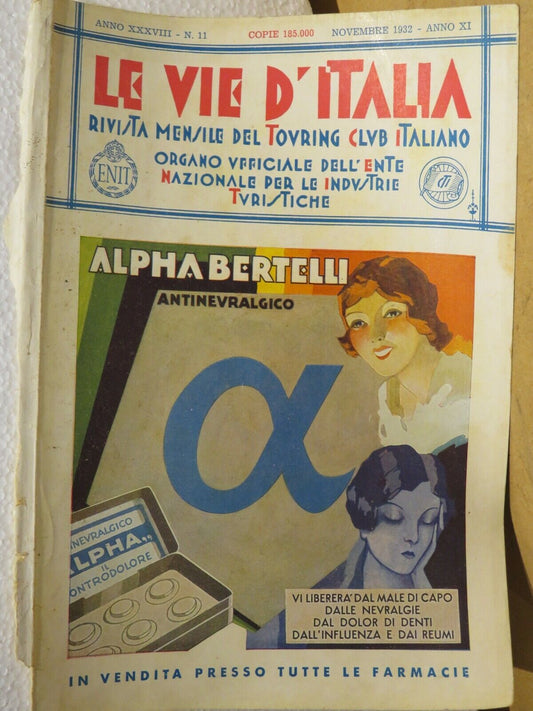 ANNO XXXVIII - N. 11 COPIE 185.000 NOVEMBRE 1932 - ANNO XI
LE VIE D'ITALIA
RIVISTA MENSILE DEL TOVRING CLVB ITALIANO
ORGANO VFFICIALE DELL'ENTE
NAZIONALE PER LE INDVSTRIE
TVRISTICHE
ENIT
ALPHA BERTELLI
ANTINEVRALGICO
α
NEVRALGICO
ALPHA„
IL
CONTRODOLORE
VI LIBERERA' DAL MALE DI CAPO
DALLE NEVRALGIE
DAL DOLOR DI DENTI
DALL'INFLUENZA E DAI REUMI
IN VENDITA PRESSO TUTTE LE FARMACIE